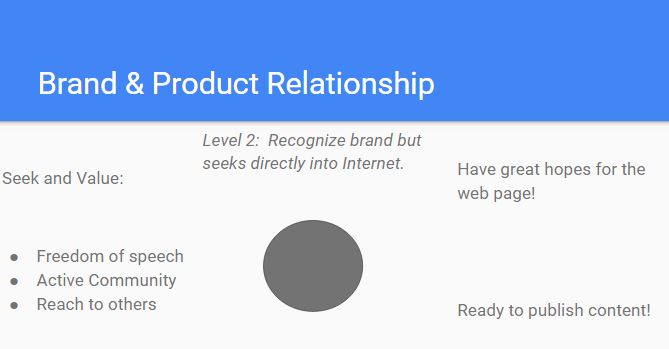 Brand & Product Relationship
Level 2:  Recognize brand but
seeks directly into Internet.
Seek and Value:
● Freedom of speech
● Active Community
● Reach to others
Have great hopes for the
web page!
Ready to publish content!